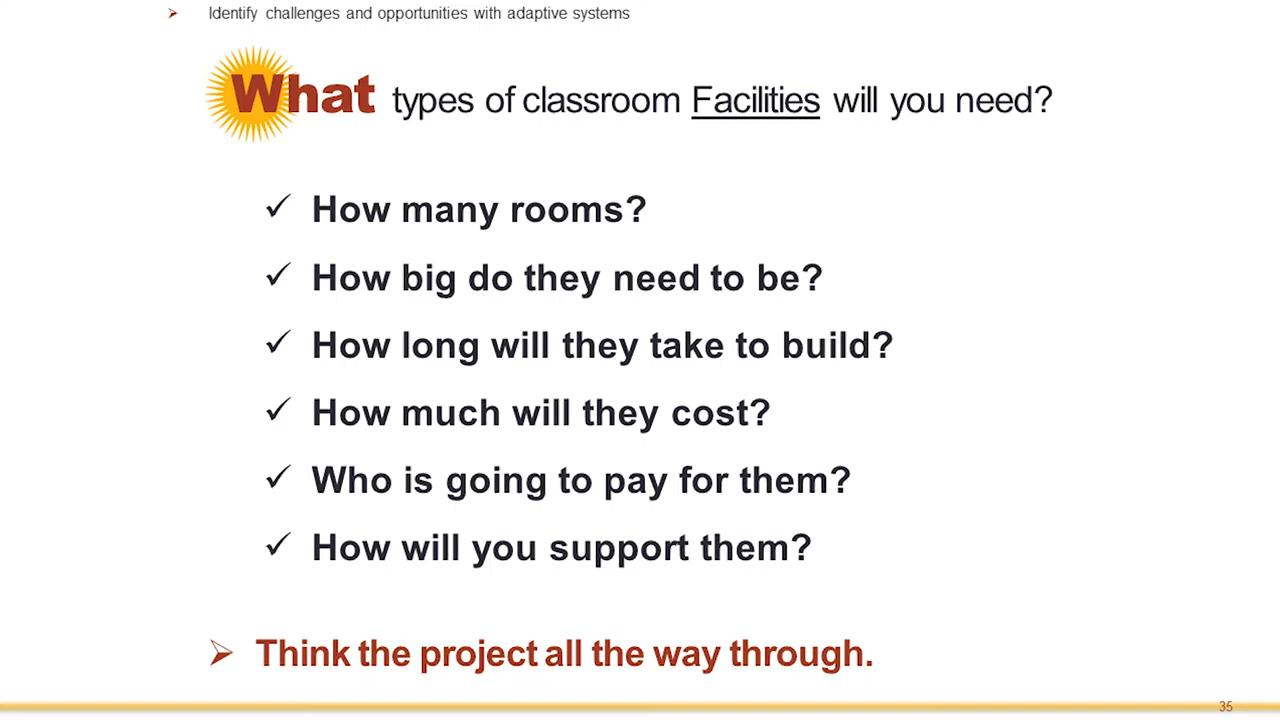 Identify challenges and opportunities with adaptive systems
What types of classroom Facilities will you need?
How many rooms?
How big do they need to be?
How long will they take to build?
How much will they cost?
Who is going to pay for them?
How will you support them?
Think the project all the way through.
35